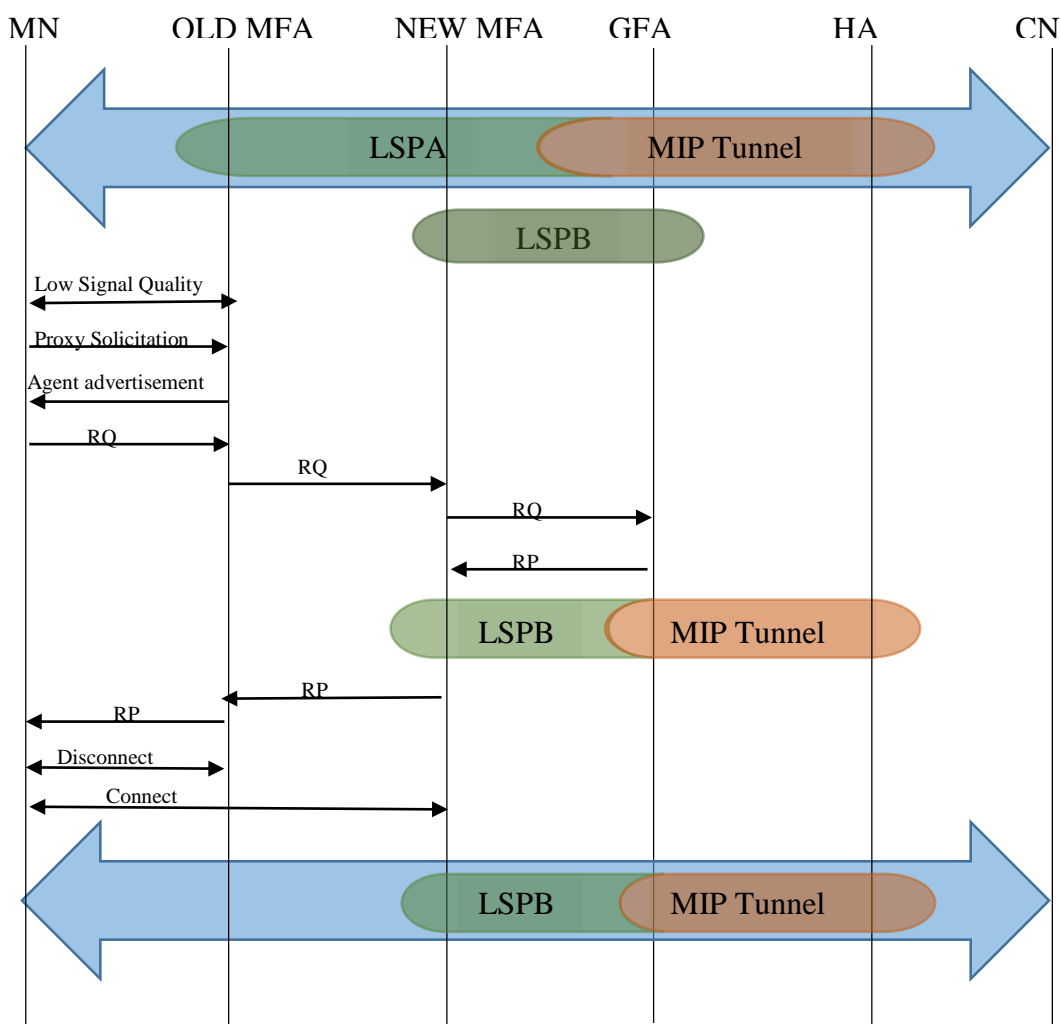 MN OLD MFA NEW MFA GFA HA CN
LSPA MIP Tunnel
LSPB
Low Signal Quality
Proxy Solicitation
Agent advertisement
RQ
RQ
RQ
RP
LSPB MIP Tunnel
RP
RP
Disconnect
Connect
LSPB MIP Tunnel